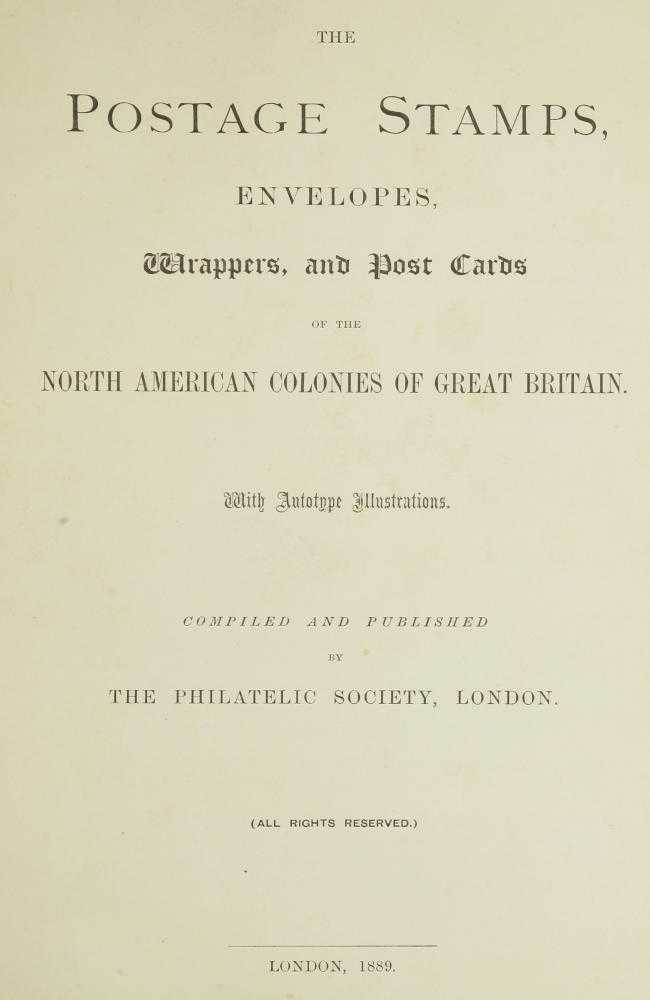 THE
POSTAGE STAMPS,
ENVELOPES,
Wrappers, and Post Cards
OF THE
NORTH AMERICAN COLONIES OF GREAT BRITAIN.
With Autotype Illustrations.
COMPILED AND PUBLISHED
BY
THE PHILATELIC SOCIETY, LONDON.
(ALL RIGHTS RESERVED.)
LONDON, 1889.